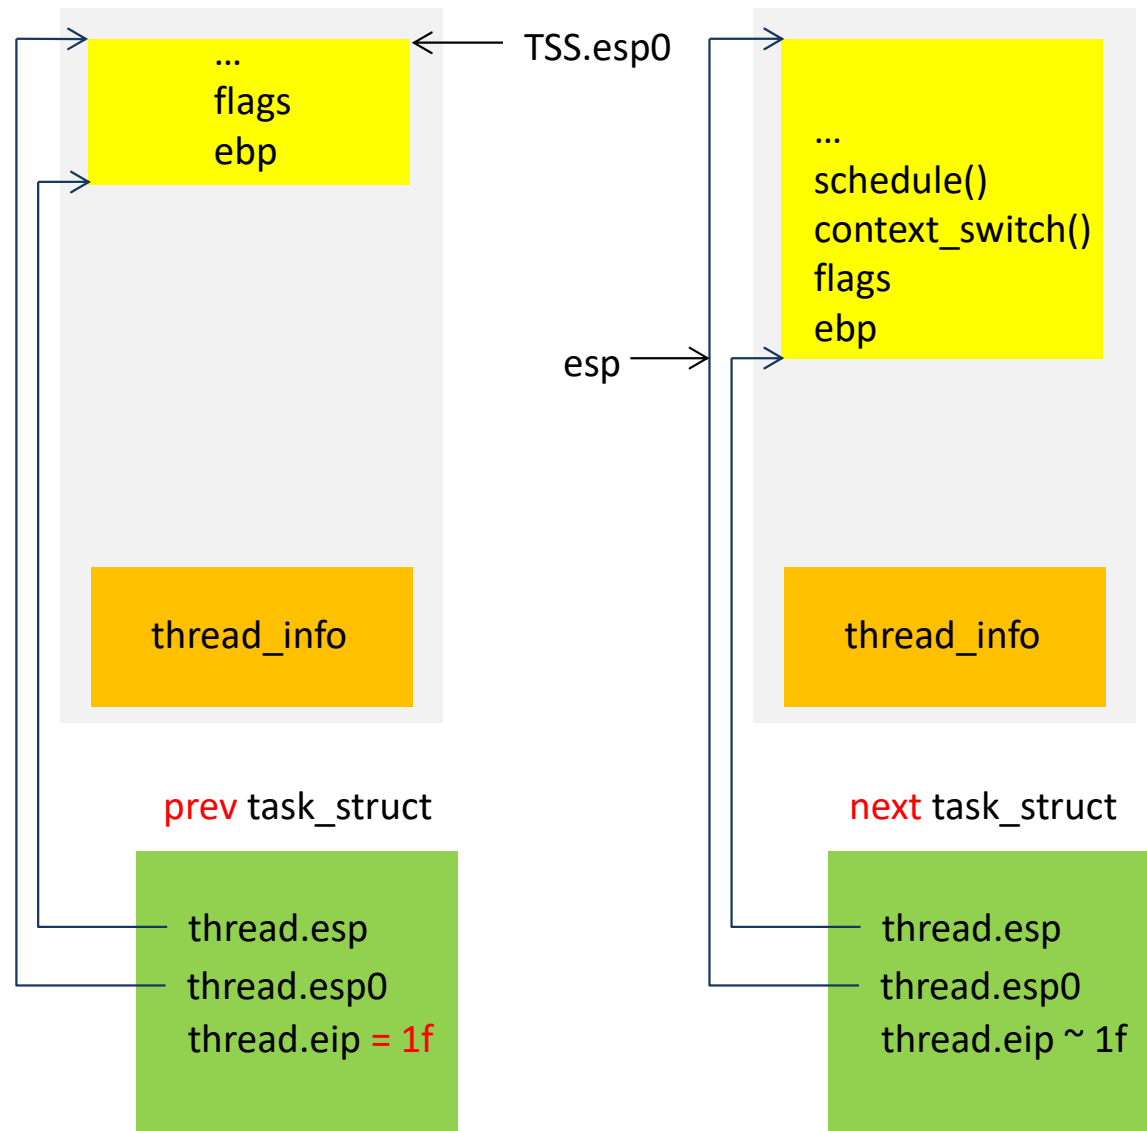 ...
flags
ebp
TSS.esp0
...
schedule()
context_switch()
flags
ebp
esp
thread_info
thread_info
prev task_struct
next task_struct
thread.esp
thread.esp0
thread.eip = 1f
thread.esp
thread.esp0
thread.eip ~ 1f